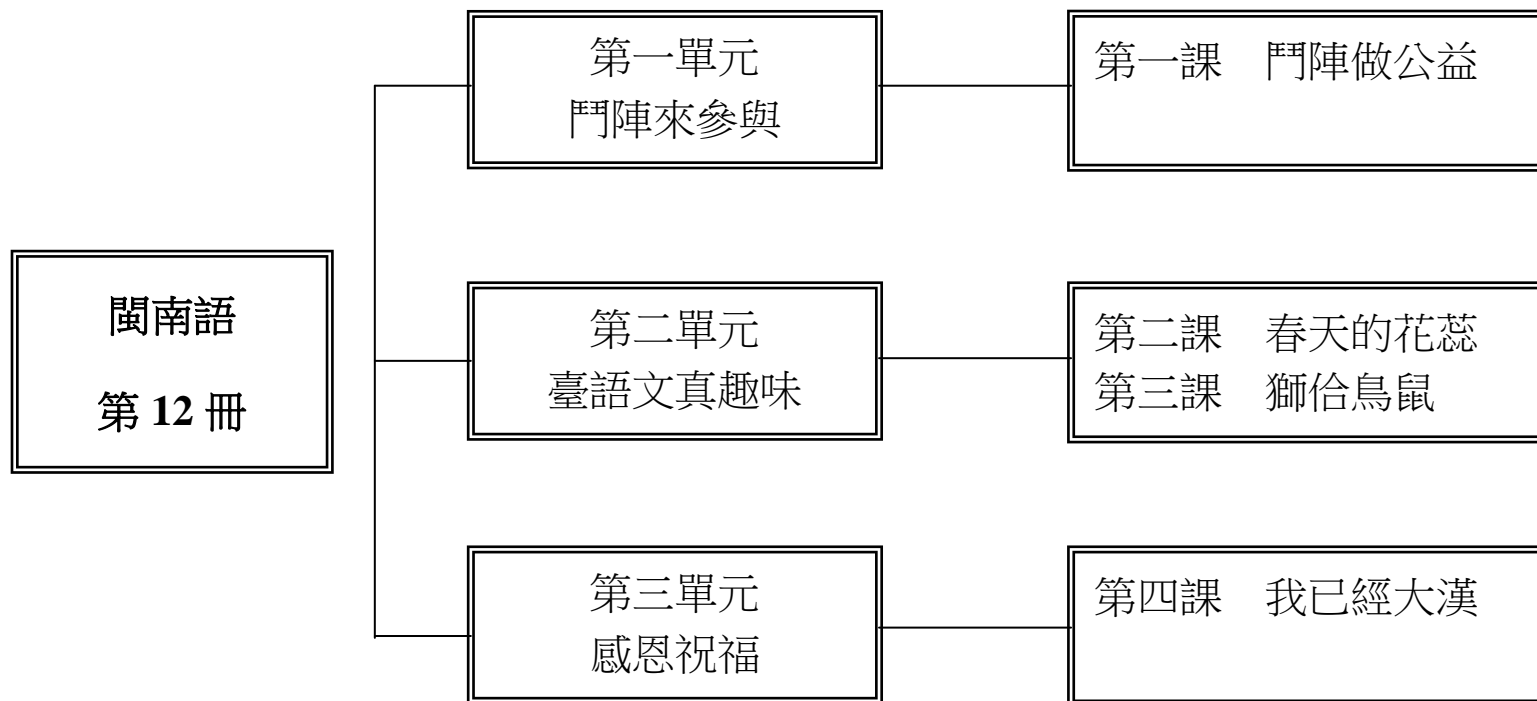 閩南語
第 12 冊
第一單元
鬥陣來參與
第一課　鬥陣做公益
第二單元
臺語文真趣味
第二課　春天的花蕊
第三課　獅佮鳥鼠
第三單元
感恩祝福
第四課　我已經大漢